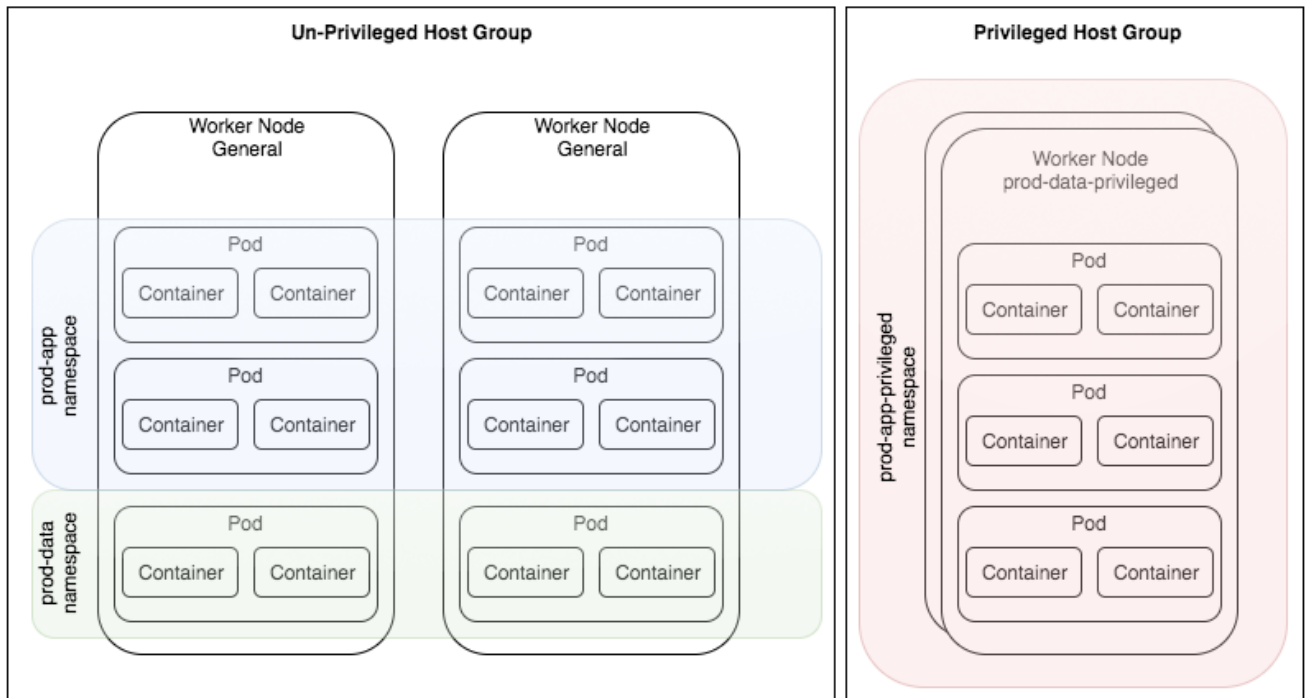 Un-Privileged Host Group
Worker Node
General
Worker Node
General
prod-app
namespace
Pod
Container
Container
Pod
Container
Container
Pod
Container
Container
Pod
Container
Container
prod-data
namespace
Pod
Container
Container
Pod
Container
Container
Privileged Host Group
prod-app-privileged
namespace
Worker Node
prod-data-privileged
Pod
Container
Container
Pod
Container
Container
Pod
Container
Container